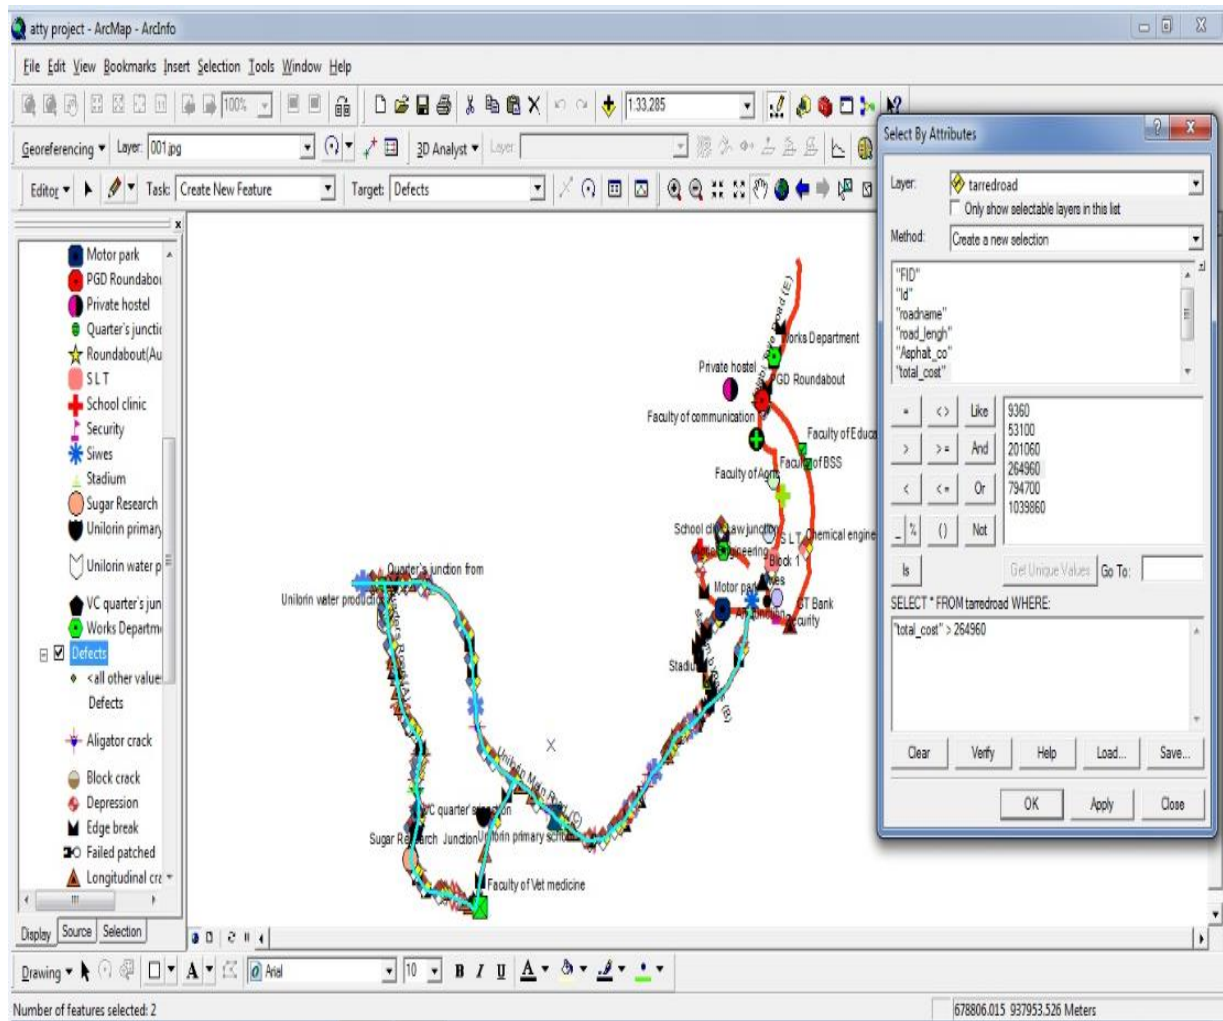 atty project - ArcMap - ArcInfo
File Edit View Bookmarks Insert Selection Tools Window Help
100% 1:33,285
Georeferencing Layer: 001.jpg 3D Analyst Layer:
Editor Task: Create New Feature Target: Defects
Motor park
PGD Roundabou
Private hostel
Quarter's junctio
Roundabout(Au
S L T
School clinic
Security
Siwes
Stadium
Sugar Research
Unilorin primary
Unilorin water p
VC quarter's jun
Works Departm
Defects
<all other value
Defects
Aligator crack
Block crack
Depression
Edge break
Failed patched
Longitudinal cra
Display Source Selection
Works Department
Private hostel
PGD Roundabout
Faculty of communication
Faculty of Educa
Faculty of BSS
Faculty of Agric
School clinic
Law junction
S L T
Chemical engine
Block 1
Motor park
GT Bank
Security
Stadium
Quarter's junction from
Unilorin water production
Unilorin Main Road (C)
VC quarter's junction
Sugar Research Junction
Unilorin primary school
Faculty of Vet medicine
Select By Attributes
Layer: tarredroad
Only show selectable layers in this list
Method: Create a new selection
"FID"
"Id"
"roadname"
"road_lengh"
"Asphalt_co"
"total_cost"
= <> Like
> >= And
< <= Or
_ % () Not
Is
9360
53100
201060
264960
794700
1039860
Get Unique Values Go To:
SELECT * FROM tarredroad WHERE:
"total_cost" > 264960
Clear Verify Help Load... Save...
OK Apply Close
Drawing A Arial 10 B I U A
Number of features selected: 2
678806.015 937953.526 Meters